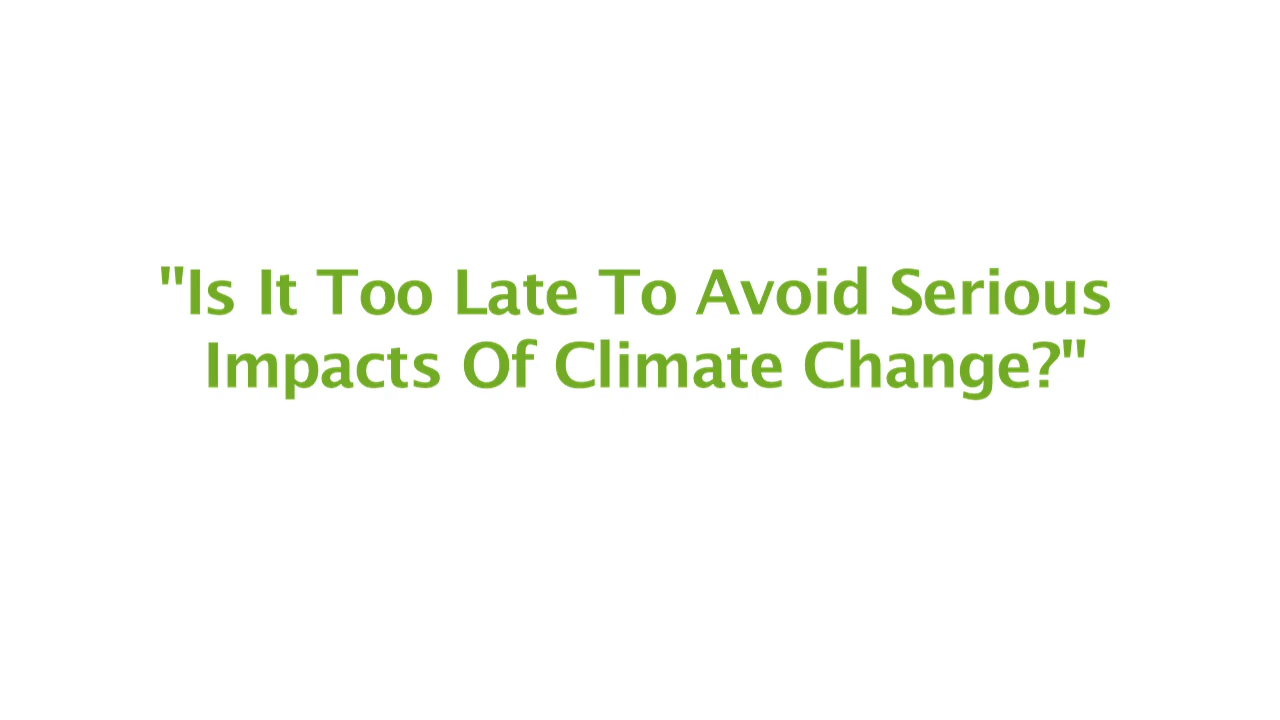 "Is It Too Late To Avoid Serious
Impacts Of Climate Change?"